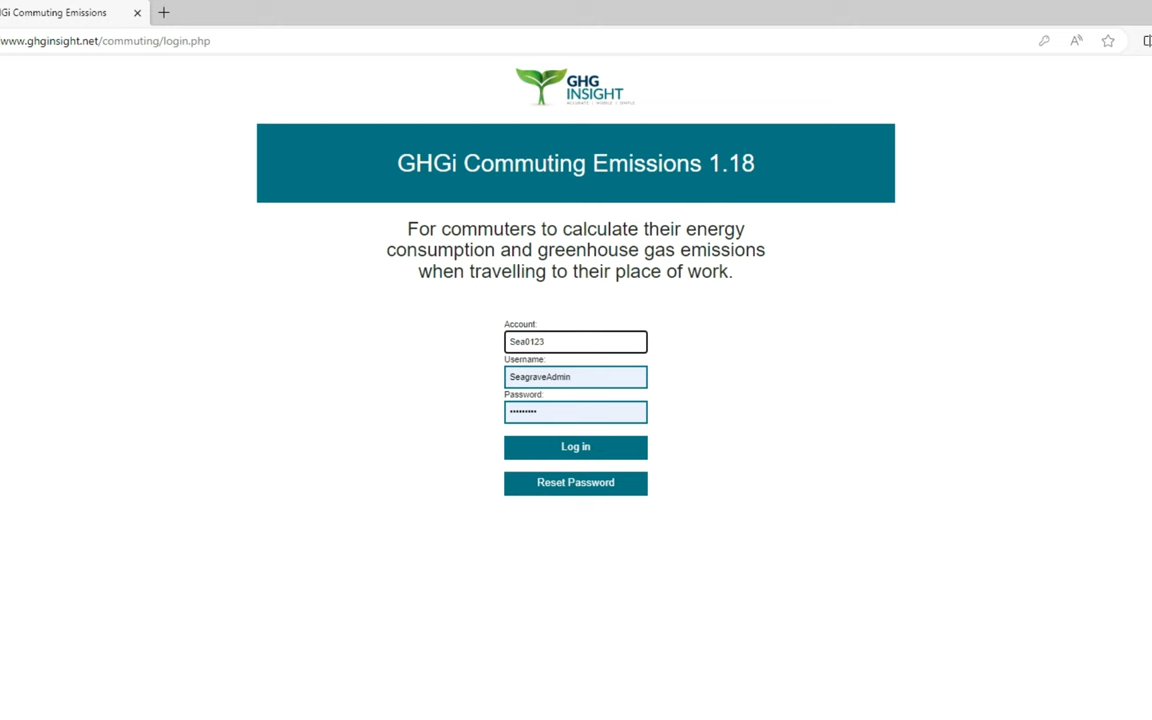 Gi Commuting Emissions
www.ghginsight.net/commuting/login.php
GHG
INSIGHT
GHGi Commuting Emissions 1.18
For commuters to calculate their energy
consumption and greenhouse gas emissions
when travelling to their place of work.
Account:
Sea0123
Username:
SeagraveAdmin
Password:
•••••••••
Log in
Reset Password